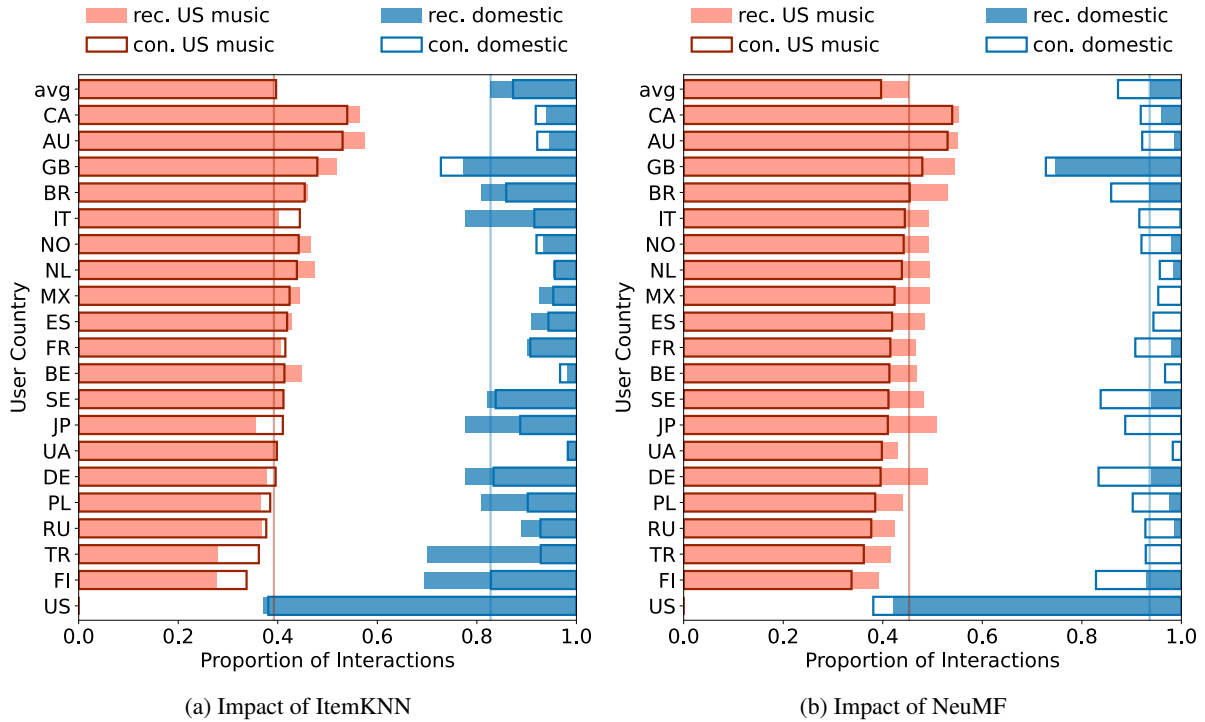 rec. US music
con. US music
rec. domestic
con. domestic
User Country
avg
CA
AU
GB
BR
IT
NO
NL
MX
ES
FR
BE
SE
JP
UA
DE
PL
RU
TR
FI
US
0.0 0.2 0.4 0.6 0.8 1.0
Proportion of Interactions
(a) Impact of ItemKNN
rec. US music
con. US music
rec. domestic
con. domestic
User Country
avg
CA
AU
GB
BR
IT
NO
NL
MX
ES
FR
BE
SE
JP
UA
DE
PL
RU
TR
FI
US
0.0 0.2 0.4 0.6 0.8 1.0
Proportion of Interactions
(b) Impact of NeuMF